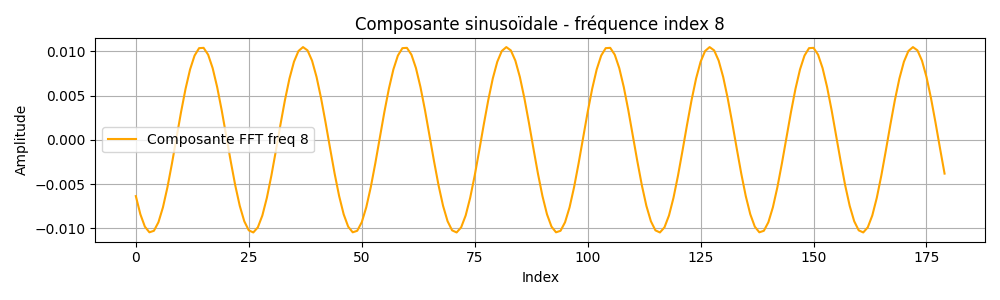 Composante sinusoïdale - fréquence index 8
Amplitude
0.010
0.005
0.000
−0.005
−0.010
Composante FFT freq 8
0 25 50 75 100 125 150 175
Index